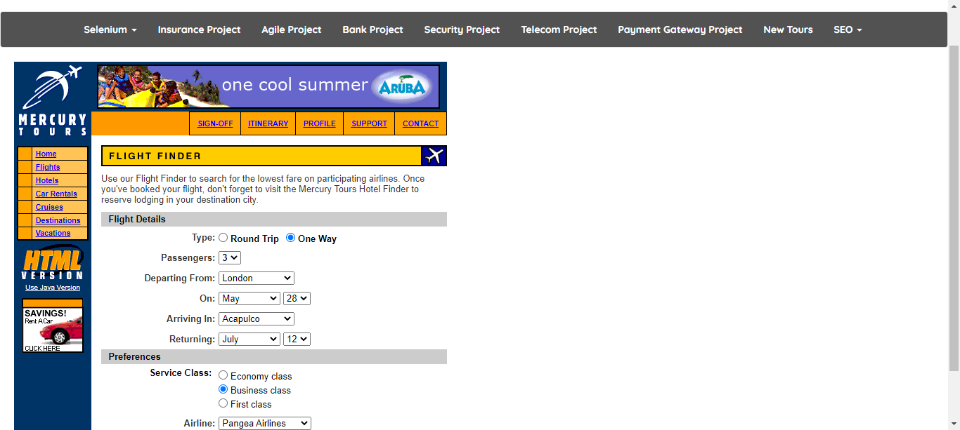 Selenium Insurance Project Agile Project Bank Project Security Project Telecom Project Payment Gateway Project New Tours SEO
one cool summer ARUBA
MERCURY
TOURS
SIGN-OFF ITINERARY PROFILE SUPPORT CONTACT
Home
Flights
Hotels
Car Rentals
Cruises
Destinations
Vacations
HTML
VERSION
Use Java Version
SAVINGS!
Rent A Car
CLICK HERE
FLIGHT FINDER
Use our Flight Finder to search for the lowest fare on participating airlines. Once
you've booked your flight, don't forget to visit the Mercury Tours Hotel Finder to
reserve lodging in your destination city.
Flight Details
Type: Round Trip One Way
Passengers: 3
Departing From: London
On: May 28
Arriving In: Acapulco
Returning: July 12
Preferences
Service Class: Economy class
Business class
First class
Airline: Pangea Airlines